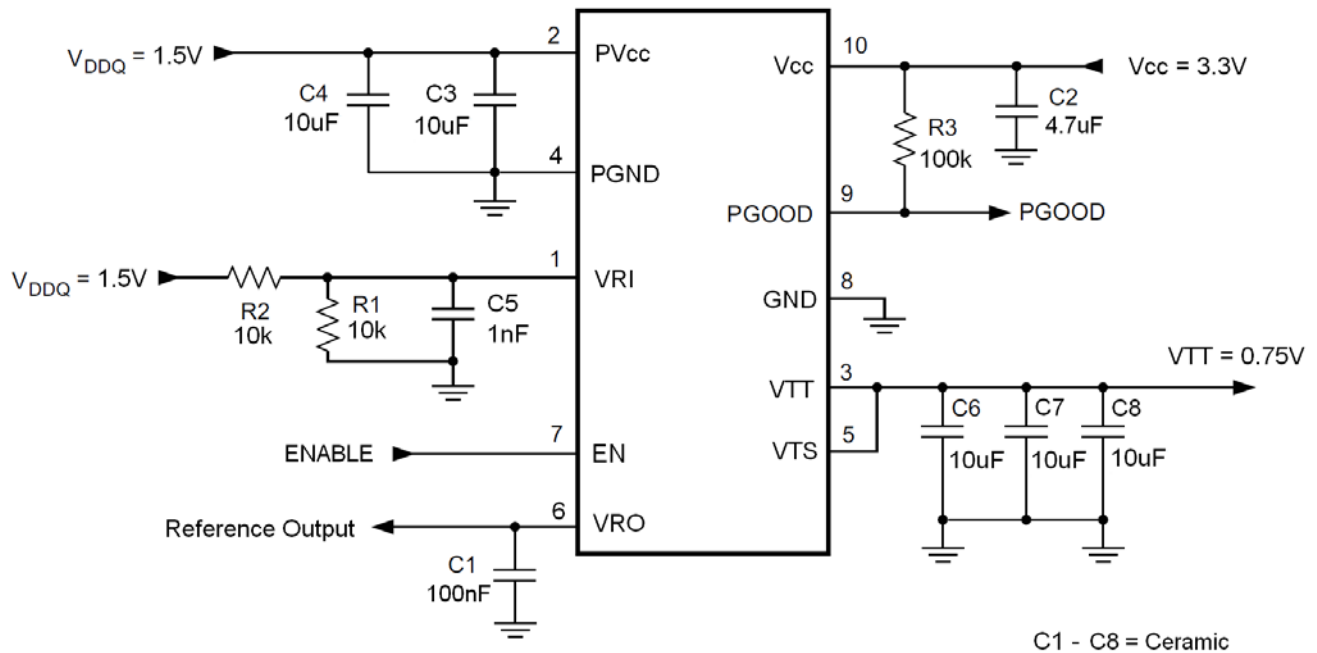 V_DDQ = 1.5V
2
PVcc
C4
10uF
C3
10uF
4
PGND
V_DDQ = 1.5V
1
VRI
R2
10k
R1
10k
C5
1nF
ENABLE
7
EN
Reference Output
6
VRO
C1
100nF
10
Vcc
Vcc = 3.3V
C2
4.7uF
R3
100k
9
PGOOD
PGOOD
8
GND
VTT = 0.75V
3
VTT
5
VTS
C6
10uF
C7
10uF
C8
10uF
C1 - C8 = Ceramic